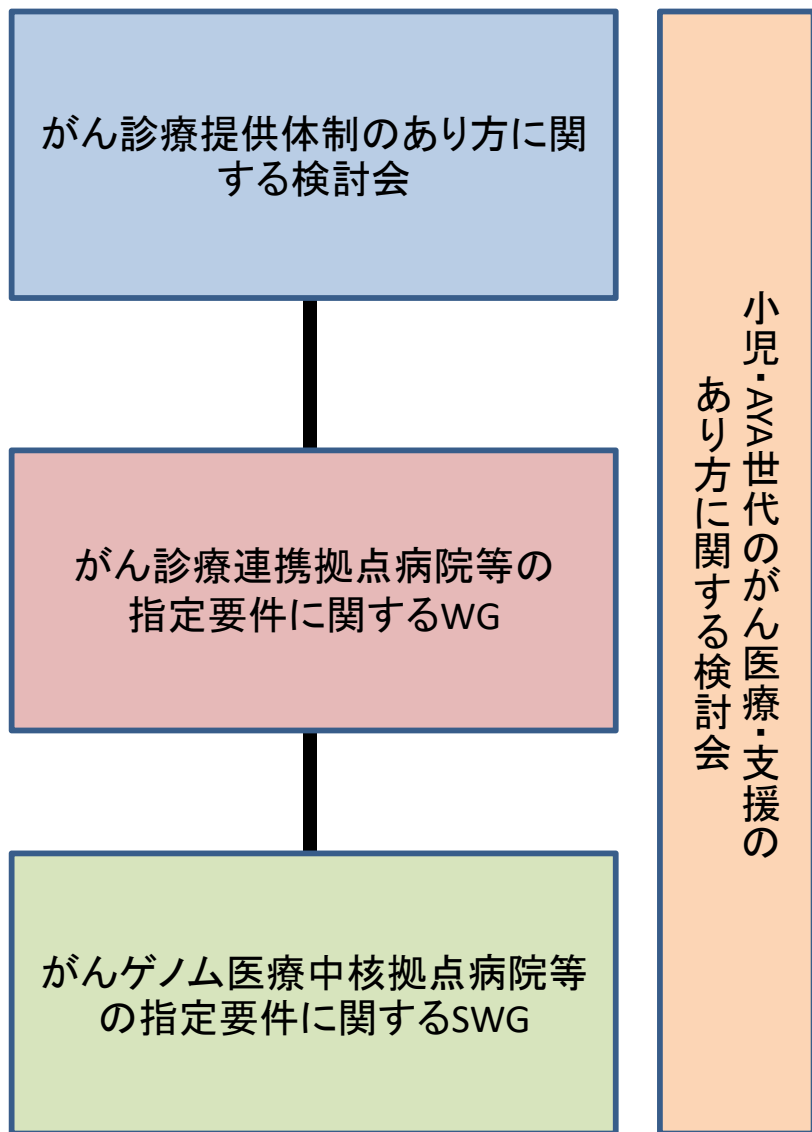 がん診療提供体制のあり方に関
する検討会
がん診療連携拠点病院等の
指定要件に関するWG
がんゲノム医療中核拠点病院等
の指定要件に関するSWG
小児・AYA世代のがん医療・支援の
あり方に関する検討会